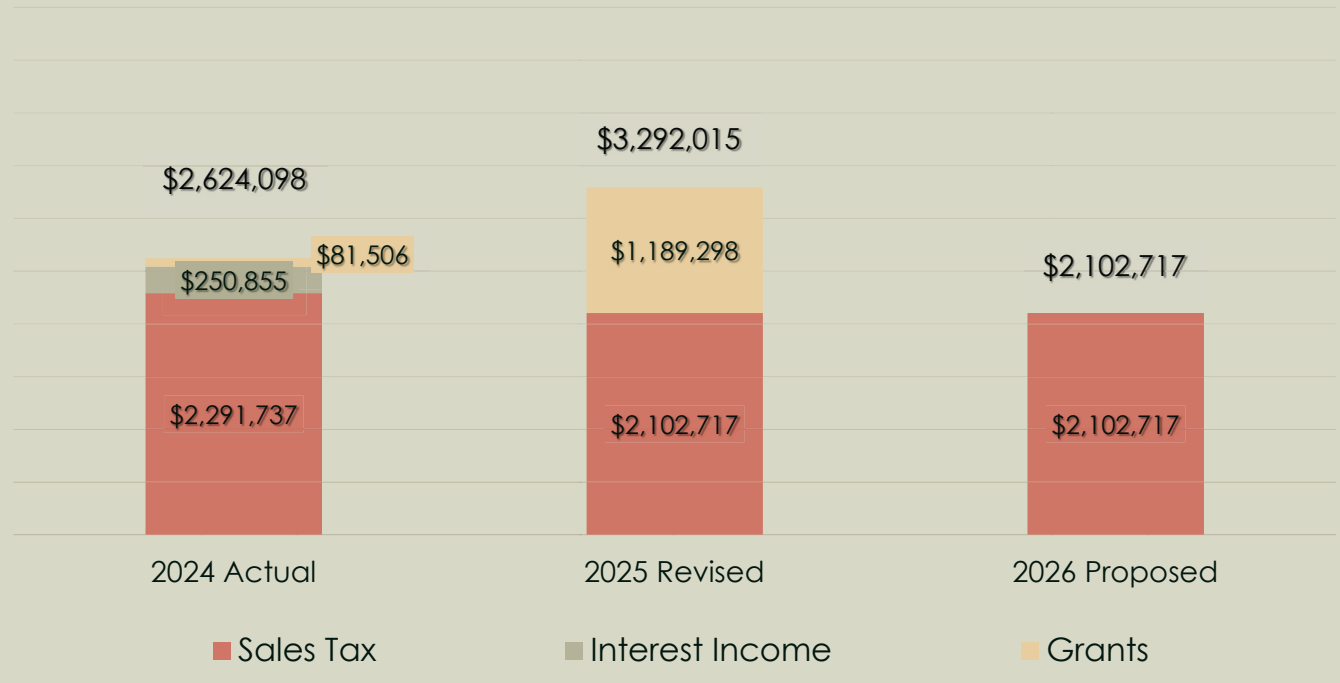 $3,292,015
$2,624,098
$1,189,298
$81,506
$2,102,717
$250,855
$2,291,737
$2,102,717
$2,102,717
2024 Actual
2025 Revised
2026 Proposed
Sales Tax
Interest Income
Grants